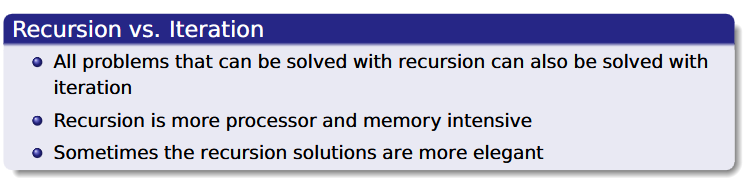 Recursion vs. Iteration
All problems that can be solved with recursion can also be solved with
iteration
Recursion is more processor and memory intensive
Sometimes the recursion solutions are more elegant